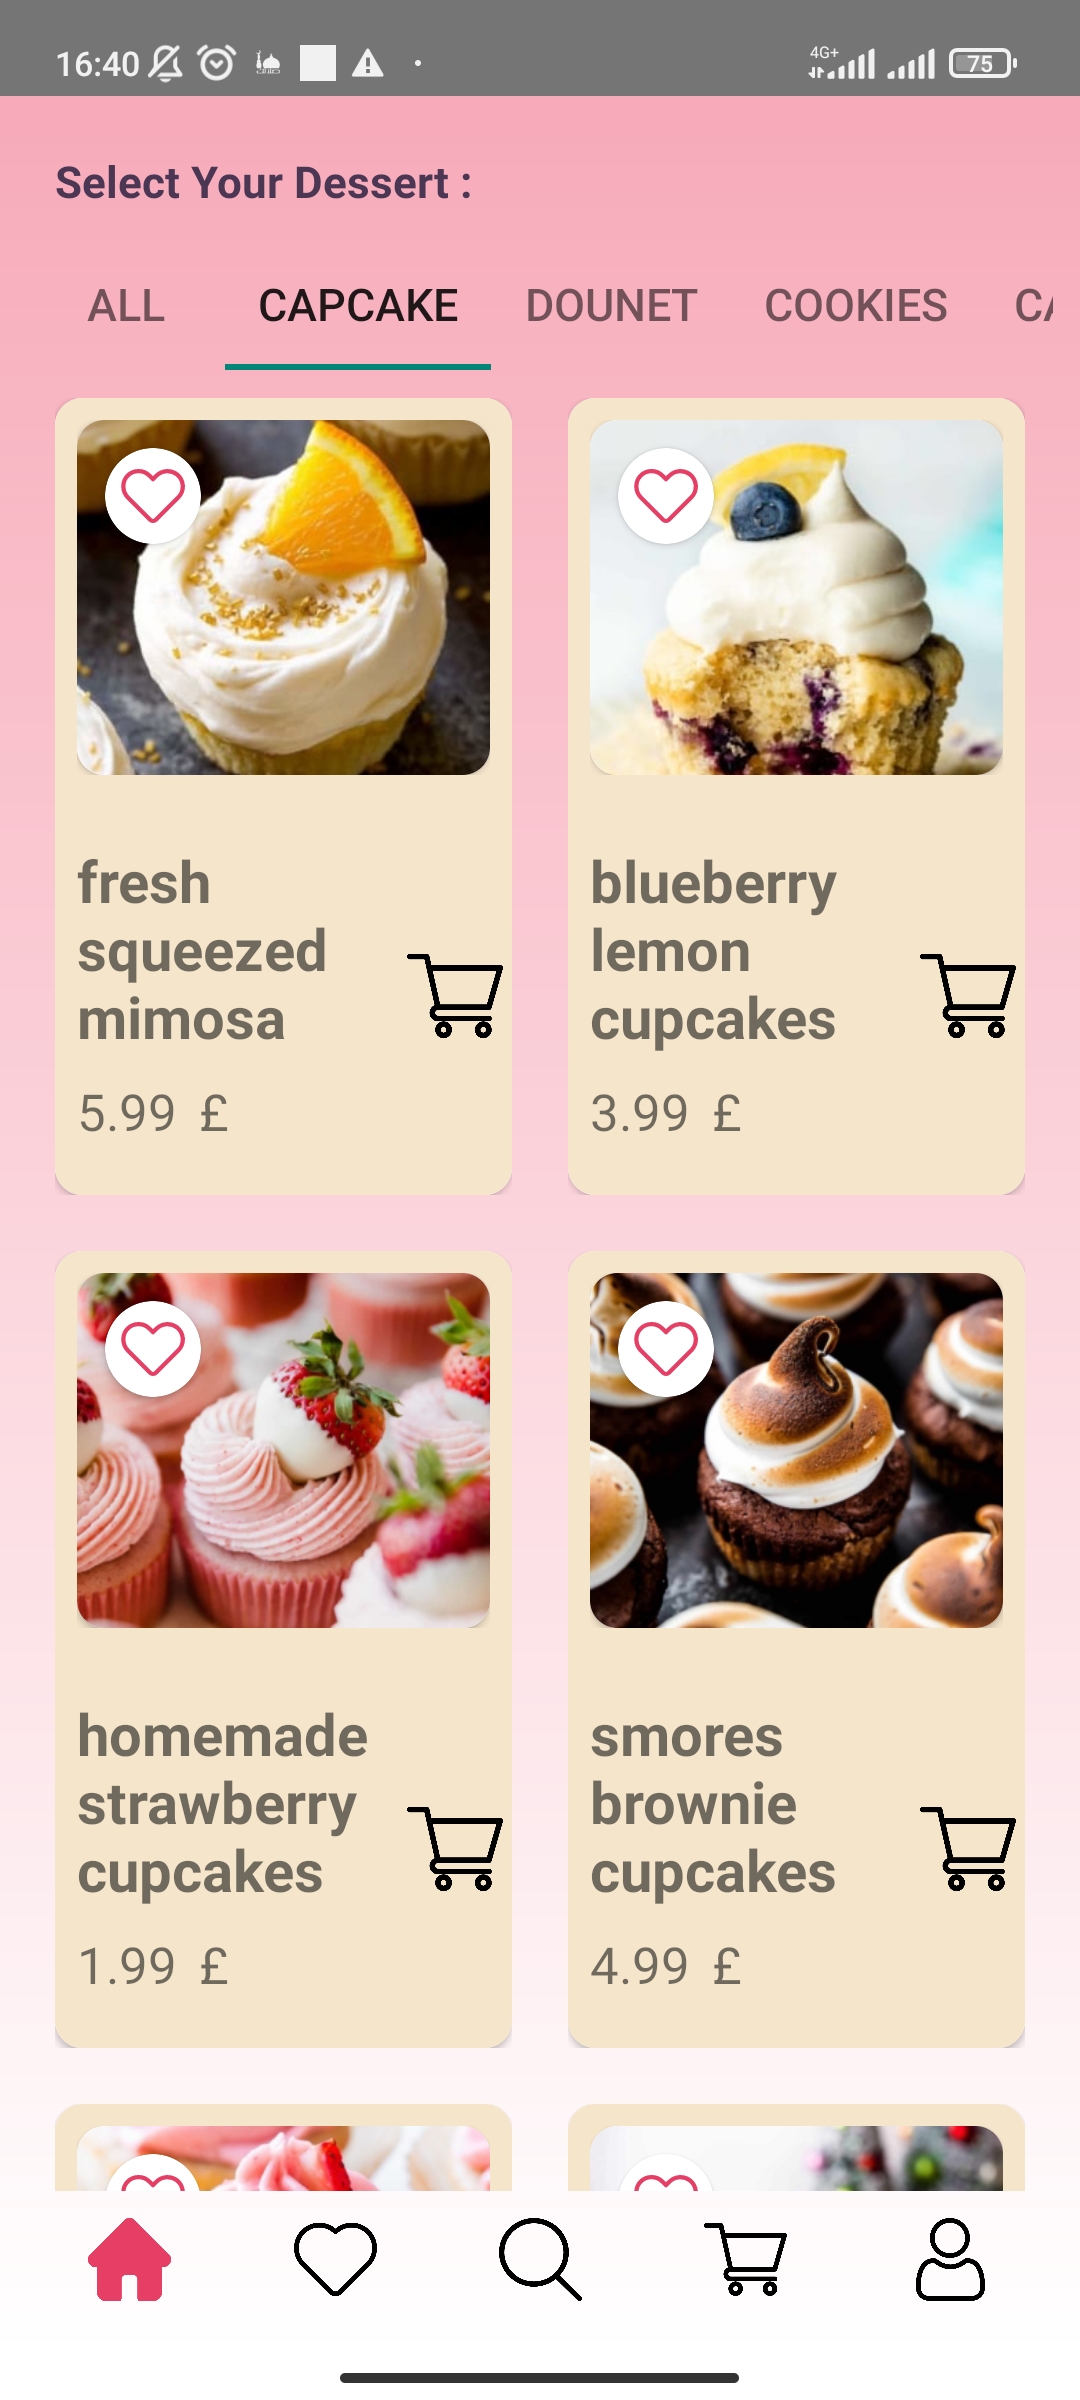 16:40
4G+
75
Select Your Dessert :
ALL CAPCAKE DOUNET COOKIES CA
fresh
squeezed
mimosa
5.99 £
blueberry
lemon
cupcakes
3.99 £
homemade
strawberry
cupcakes
1.99 £
smores
brownie
cupcakes
4.99 £